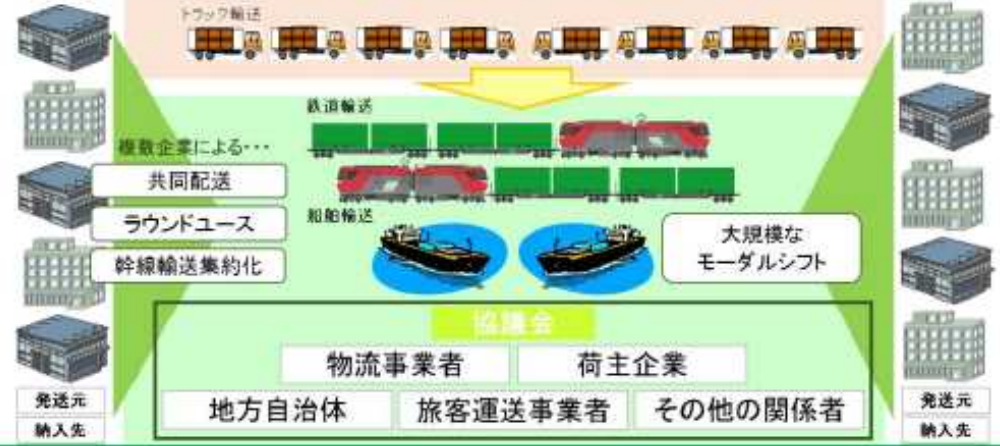 トラック輸送
鉄道輸送
複数企業による・・・
共同配送
ラウンドユース
幹線輸送集約化
船舶輸送
大規模な
モーダルシフト
協議会
物流事業者
荷主企業
地方自治体
旅客運送事業者
その他の関係者
発送元
納入先
発送元
納入先